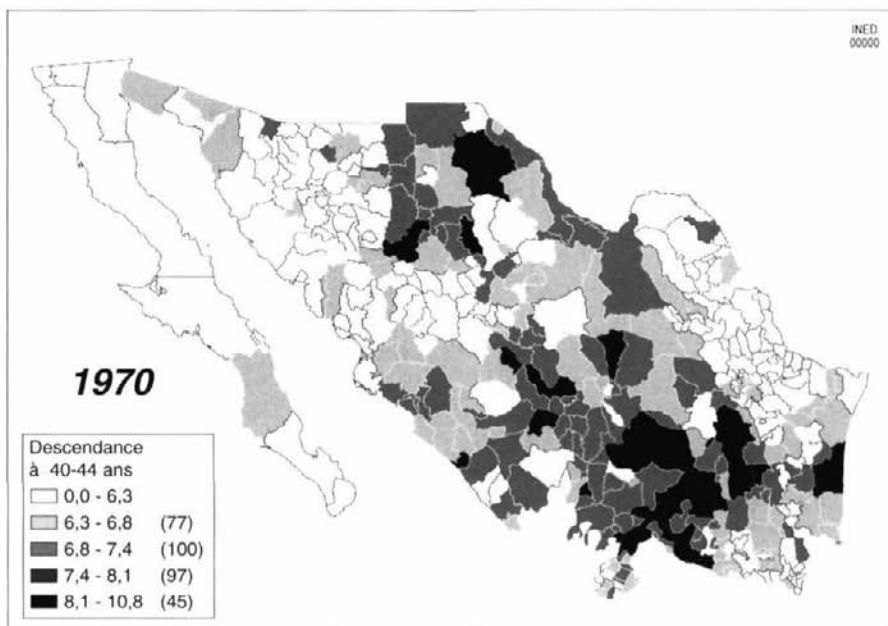 INED
00000
1970
Descendance
à 40-44 ans
0,0 - 6,3
6,3 - 6,8 (77)
6,8 - 7,4 (100)
7,4 - 8,1 (97)
8,1 - 10,8 (45)